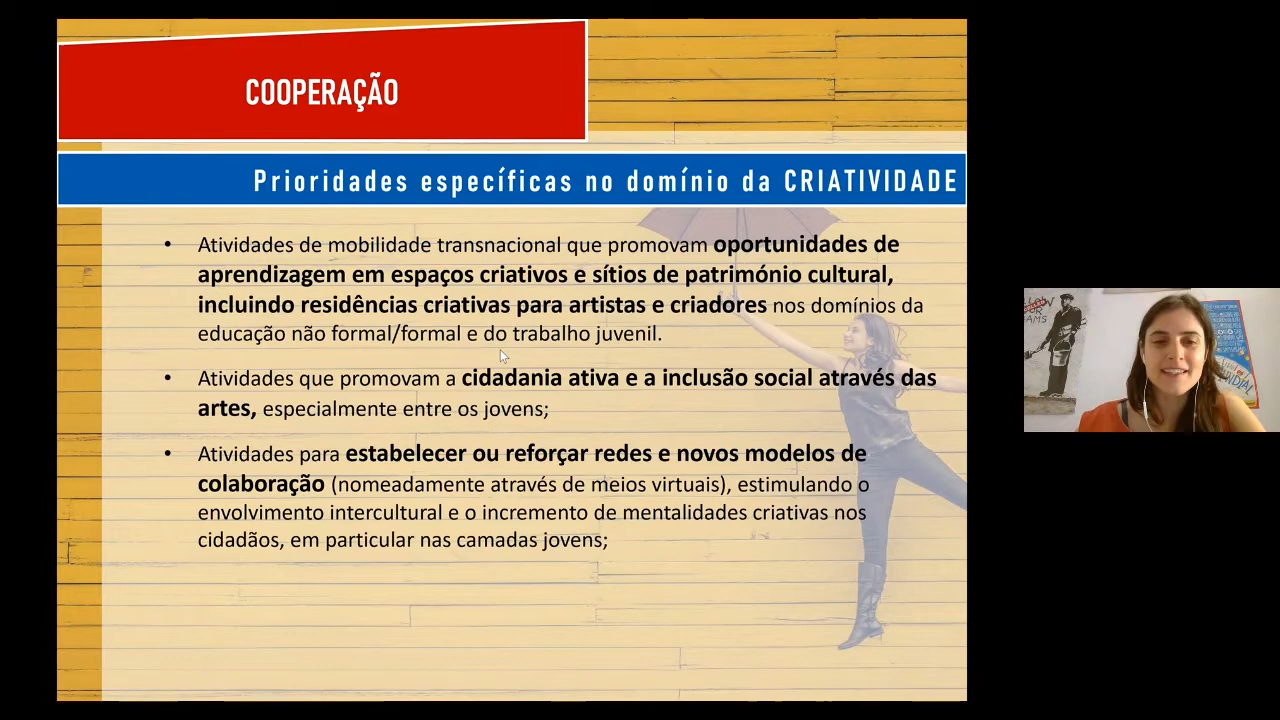 COOPERAÇÃO
Prioridades específicas no domínio da CRIATIVIDADE
• Atividades de mobilidade transnacional que promovam oportunidades de
aprendizagem em espaços criativos e sítios de património cultural,
incluindo residências criativas para artistas e criadores nos domínios da
educação não formal/formal e do trabalho juvenil.
• Atividades que promovam a cidadania ativa e a inclusão social através das
artes, especialmente entre os jovens;
• Atividades para estabelecer ou reforçar redes e novos modelos de
colaboração (nomeadamente através de meios virtuais), estimulando o
envolvimento intercultural e o incremento de mentalidades criativas nos
cidadãos, em particular nas camadas jovens;